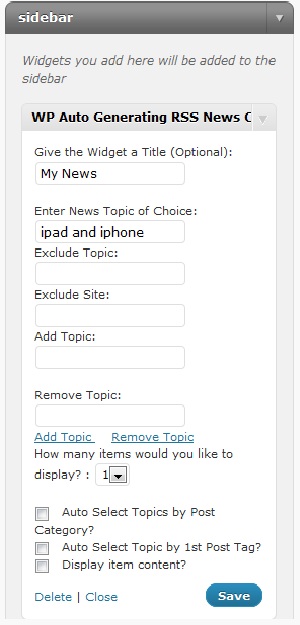 sidebar
Widgets you add here will be added to the
sidebar
WP Auto Generating RSS News
Give the Widget a Title (Optional):
My News
Enter News Topic of Choice:
ipad and iphone
Exclude Topic:
Exclude Site:
Add Topic:
Remove Topic:
Add Topic Remove Topic
How many items would you like to
display? : 1
Auto Select Topics by Post
Category?
Auto Select Topic by 1st Post Tag?
Display item content?
Delete | Close Save